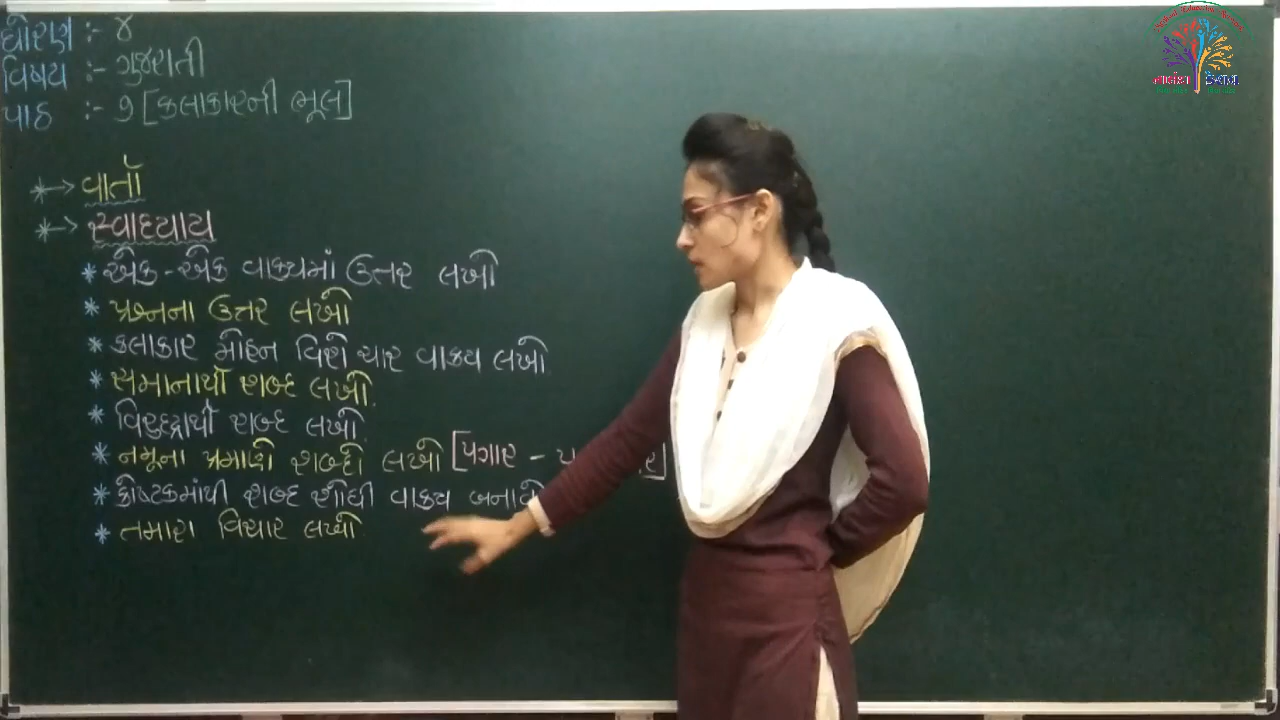 ધોરણ :- ૪
વિષય :- ગુજરાતી
પાઠ :- ૭ [કલાકારની ભૂલ]
*→ વાર્તા
*→ સ્વાધ્યાય
* એક-એક વાક્યમાં ઉત્તર લખો
* પ્રશ્નના ઉત્તર લખો
* કલાકાર મોહન વિશે ચાર વાક્ય લખો
* સમાનાર્થી શબ્દ લખો.
* વિરુદ્ધાર્થી શબ્દ લખો.
* નમૂના પ્રમાણે શબ્દો લખો [પગાર -
* કોષ્ટકમાંથી શબ્દ શોધી વાક્ય બનાવો
* તમારા વિચાર લખો.